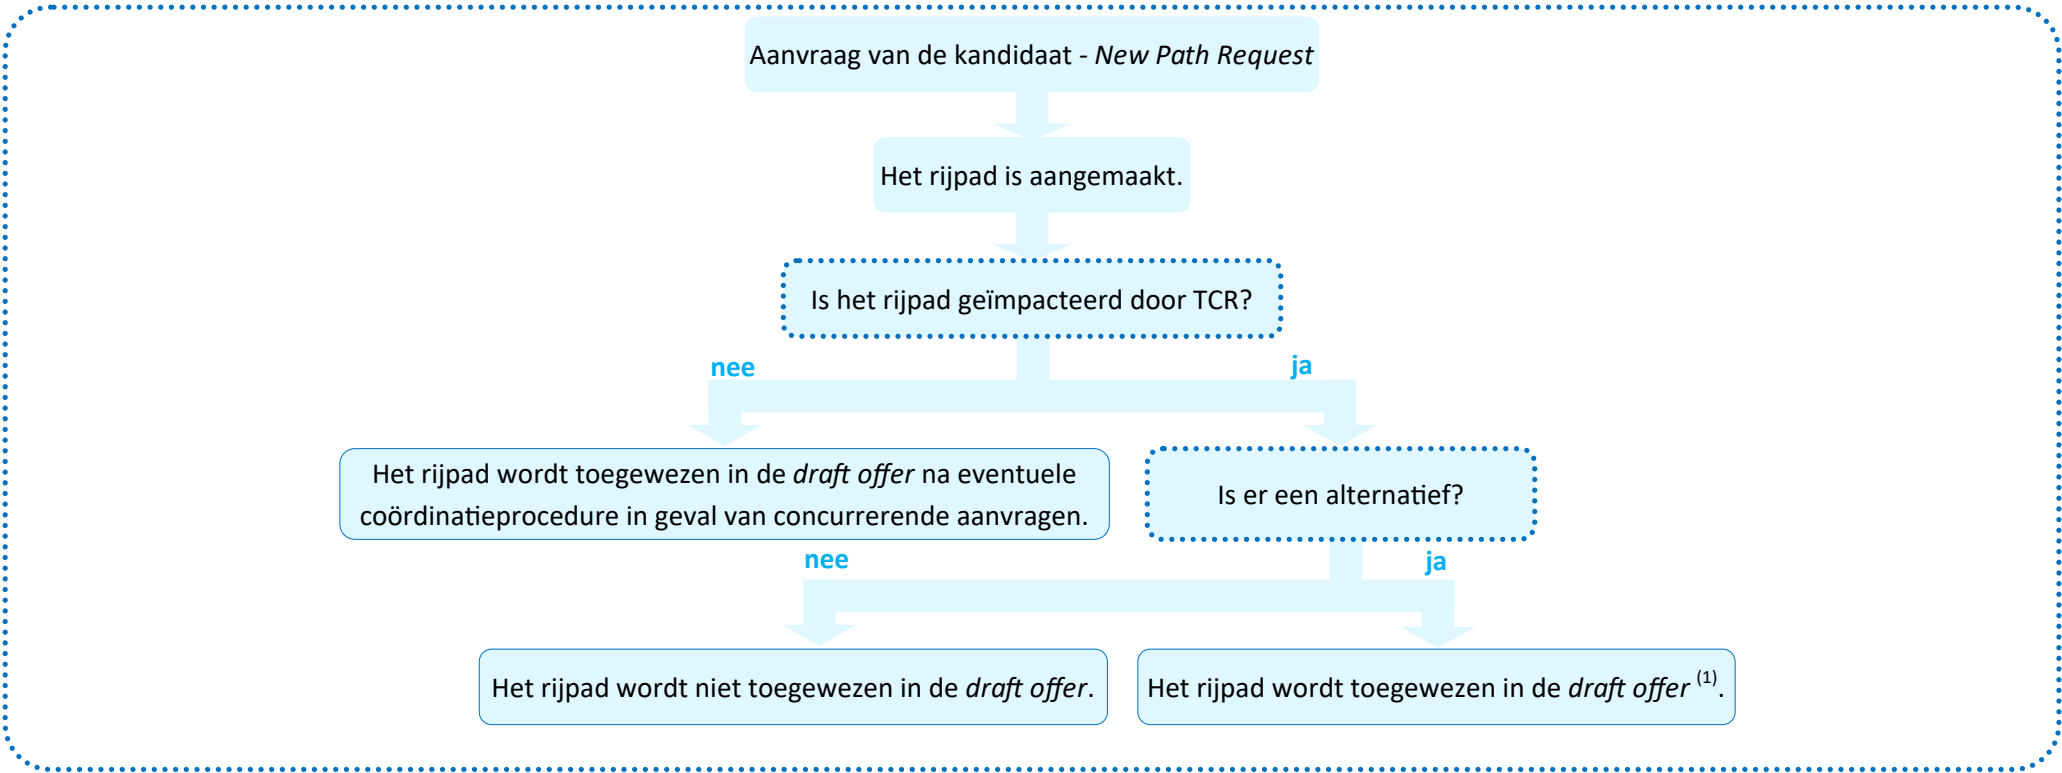 Aanvraag van de kandidaat - New Path Request
Het rijpad is aangemaakt.
Is het rijpad geïmpacteerd door TCR?
nee
ja
Het rijpad wordt toegewezen in de draft offer na eventuele
coördinatieprocedure in geval van concurrerende aanvragen.
Is er een alternatief?
nee
ja
Het rijpad wordt niet toegewezen in de draft offer.
Het rijpad wordt toegewezen in de draft offer (1).